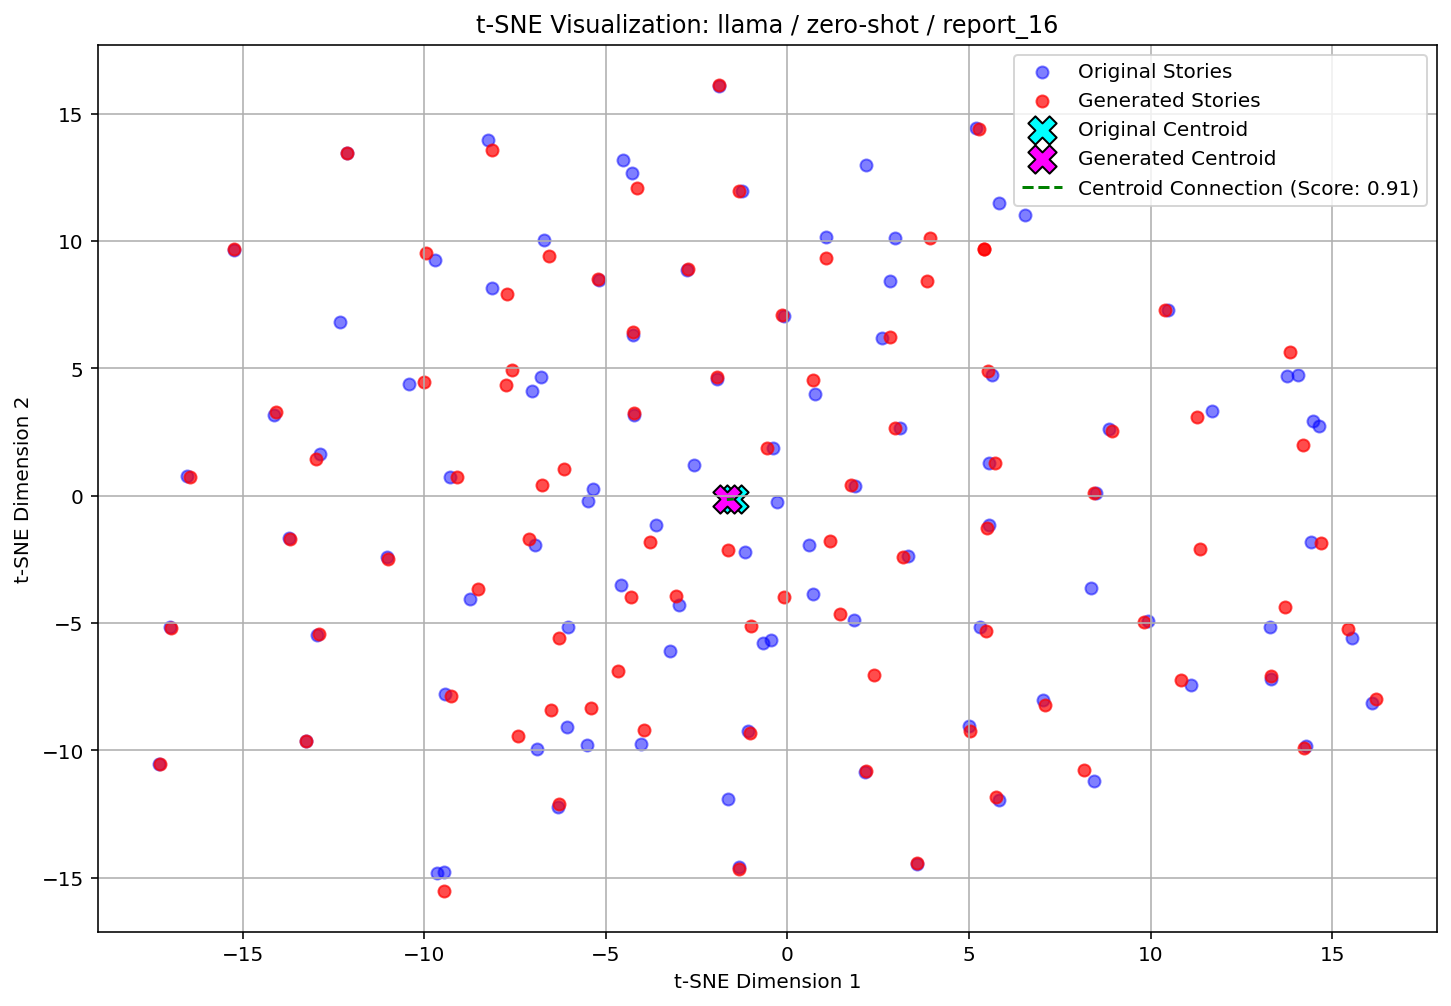 t-SNE Visualization: llama / zero-shot / report_16
Original Stories
Generated Stories
Original Centroid
Generated Centroid
Centroid Connection (Score: 0.91)
t-SNE Dimension 2
15
10
5
0
−5
−10
−15
−15
−10
−5
0
5
10
15
t-SNE Dimension 1